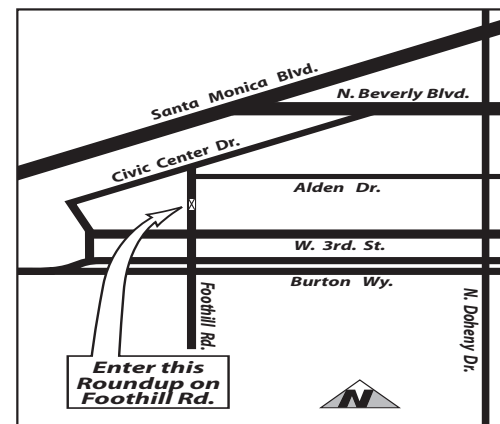 Santa Monica Blvd.
N. Beverly Blvd.
Civic Center Dr.
Alden Dr.
W. 3rd. St.
Burton Wy.
Foothill Rd.
N. Doheny Dr.
Enter this
Roundup on
Foothill Rd.
N